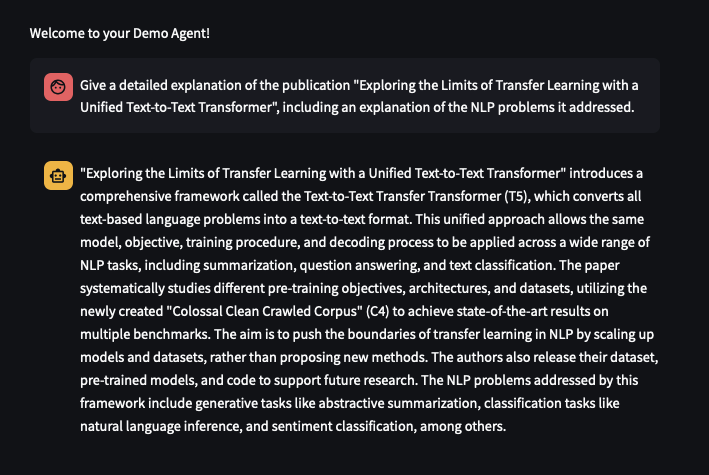 Welcome to your Demo Agent!
Give a detailed explanation of the publication "Exploring the Limits of Transfer Learning with a
Unified Text-to-Text Transformer", including an explanation of the NLP problems it addressed.
"Exploring the Limits of Transfer Learning with a Unified Text-to-Text Transformer" introduces a
comprehensive framework called the Text-to-Text Transfer Transformer (T5), which converts all
text-based language problems into a text-to-text format. This unified approach allows the same
model, objective, training procedure, and decoding process to be applied across a wide range of
NLP tasks, including summarization, question answering, and text classification. The paper
systematically studies different pre-training objectives, architectures, and datasets, utilizing the
newly created "Colossal Clean Crawled Corpus" (C4) to achieve state-of-the-art results on
multiple benchmarks. The aim is to push the boundaries of transfer learning in NLP by scaling up
models and datasets, rather than proposing new methods. The authors also release their dataset,
pre-trained models, and code to support future research. The NLP problems addressed by this
framework include generative tasks like abstractive summarization, classification tasks like
natural language inference, and sentiment classification, among others.